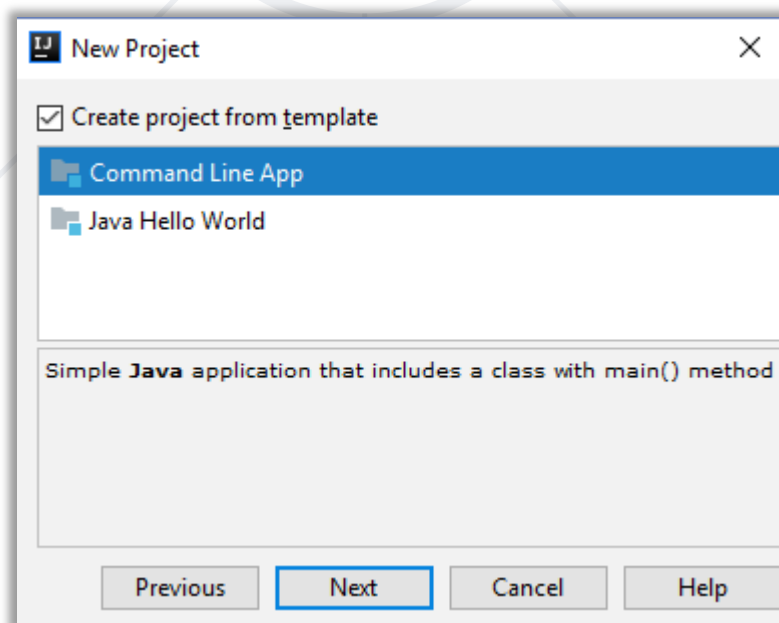 IJ New Project
Create project from template
Command Line App
Java Hello World
Simple Java application that includes a class with main() method
Previous Next Cancel Help